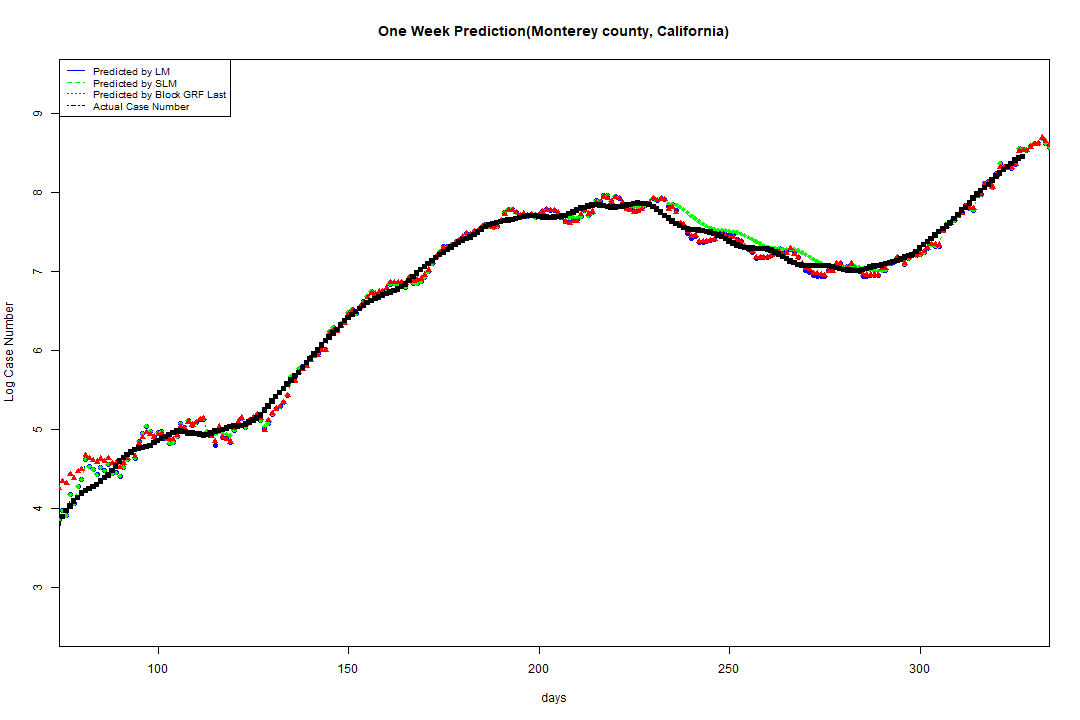 One Week Prediction(Monterey county, California)
Predicted by LM
Predicted by SLM
Predicted by Block GRF Last
Actual Case Number
Log Case Number
9
8
7
6
5
4
3
100 150 200 250 300
days